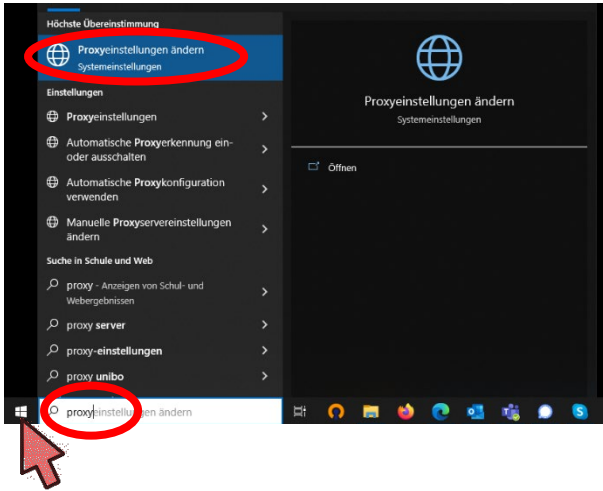 Höchste Übereinstimmung
Proxyeinstellungen ändern
Systemeinstellungen
Einstellungen
Proxyeinstellungen
Automatische Proxyerkennung ein-
oder ausschalten
Automatische Proxykonfiguration
verwenden
Manuelle Proxyservereinstellungen
ändern
Suche in Schule und Web
proxy - Anzeigen von Schul- und
Webergebnissen
proxy server
proxy-einstellungen
proxy unibo
proxyeinstellungen ändern
Proxyeinstellungen ändern
Systemeinstellungen
Öffnen